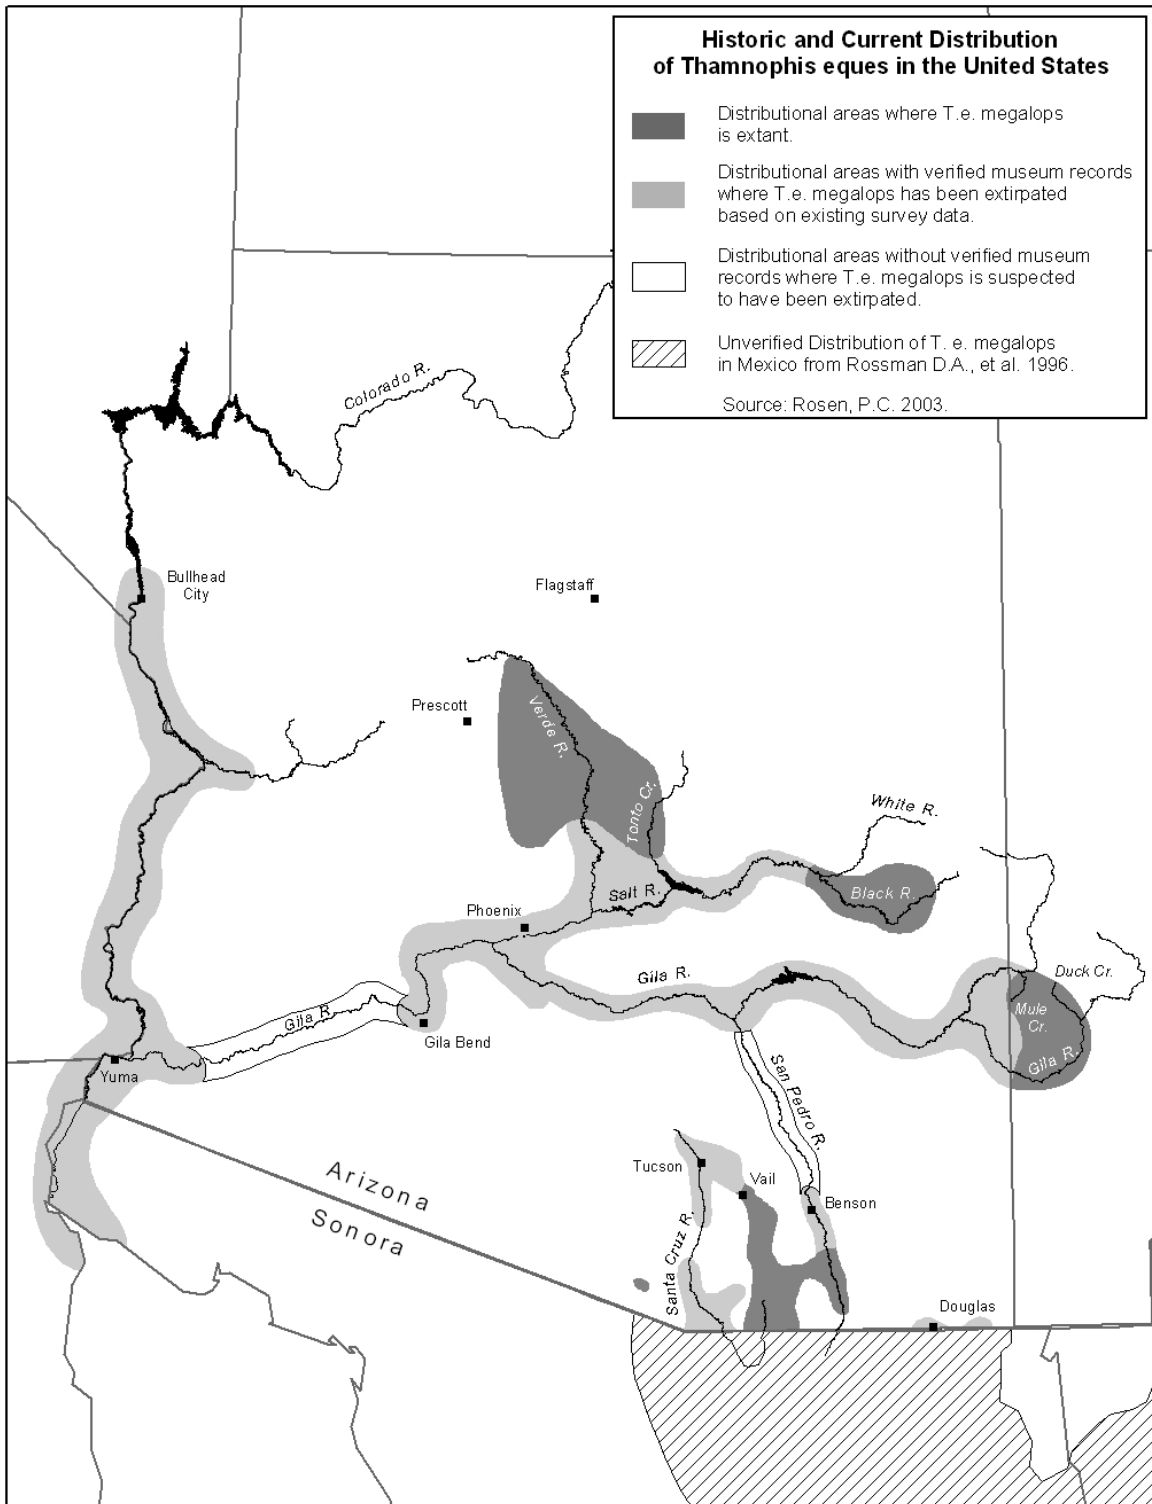 Historic and Current Distribution
of Thamnophis eques in the United States
Distributional areas where T.e. megalops
is extant.
Distributional areas with verified museum records
where T.e. megalops has been extirpated
based on existing survey data.
Distributional areas without verified museum
records where T.e. megalops is suspected
to have been extirpated.
Unverified Distribution of T. e. megalops
in Mexico from Rossman D.A., et al. 1996.
Source: Rosen, P.C. 2003.
Colorado R.
Bullhead
City
Flagstaff
Prescott
Verde R.
Tonto Cr.
White R.
Black R.
Salt R.
Phoenix
Gila R.
Duck Cr.
Mule
Cr.
Gila R.
Gila R.
Gila Bend
Yuma
San Pedro R.
Tucson
Vail
Benson
Santa Cruz R.
Arizona
Sonora
Douglas